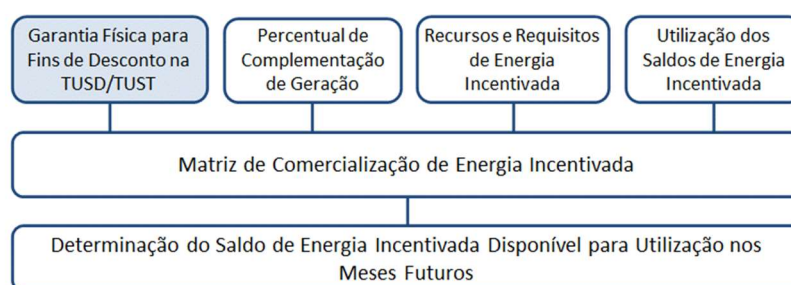 Garantia Física para
Fins de Desconto na
TUSD/TUST
Percentual de
Complementação
de Geração
Recursos e Requisitos
de Energia
Incentivada
Utilização dos
Saldos de Energia
Incentivada
Matriz de Comercialização de Energia Incentivada
Determinação do Saldo de Energia Incentivada Disponível para Utilização nos
Meses Futuros